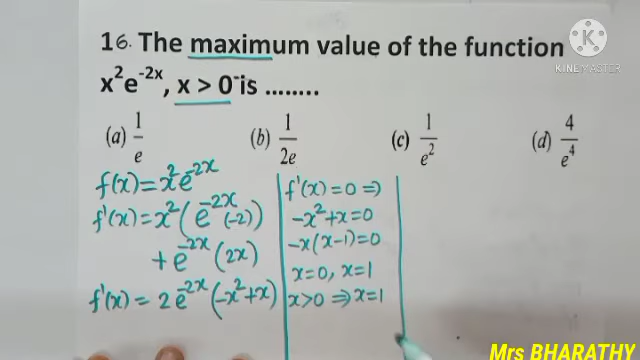 16. The maximum value of the function
x²e⁻²ˣ, x > 0 is ........
(a) 1/e (b) 1/2e (c) 1/e² (d) 4/e⁴
f(x) = x²e⁻²ˣ
f'(x) = x²(e⁻²ˣ(-2))
+ e⁻²ˣ(2x)
f'(x) = 2e⁻²ˣ(-x²+x)
f'(x) = 0 ⇒
-x²+x=0
-x(x-1)=0
x=0, x=1
x>0 ⇒ x=1
KINEMASTER
Mrs BHARATHY